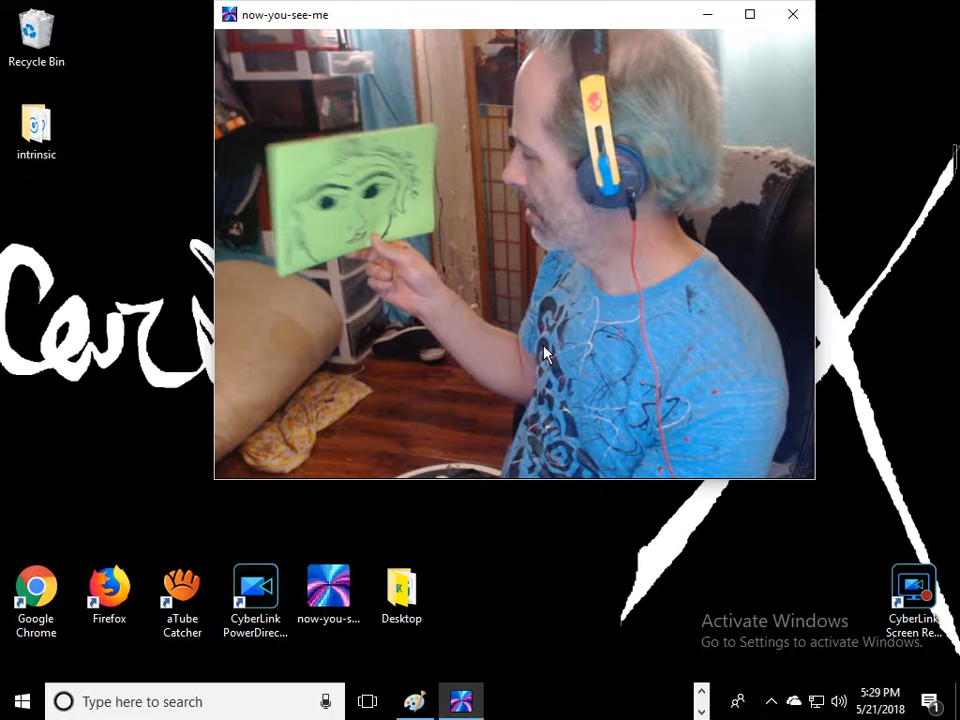 now-you-see-me
Recycle Bin
intrinsic
Google
Chrome
Firefox
aTube
Catcher
CyberLink
PowerDirec...
now-you-s...
Desktop
CyberLink
Screen Re...
Activate Windows
Go to Settings to activate Windows.
Type here to search
5:29 PM
5/21/2018
1